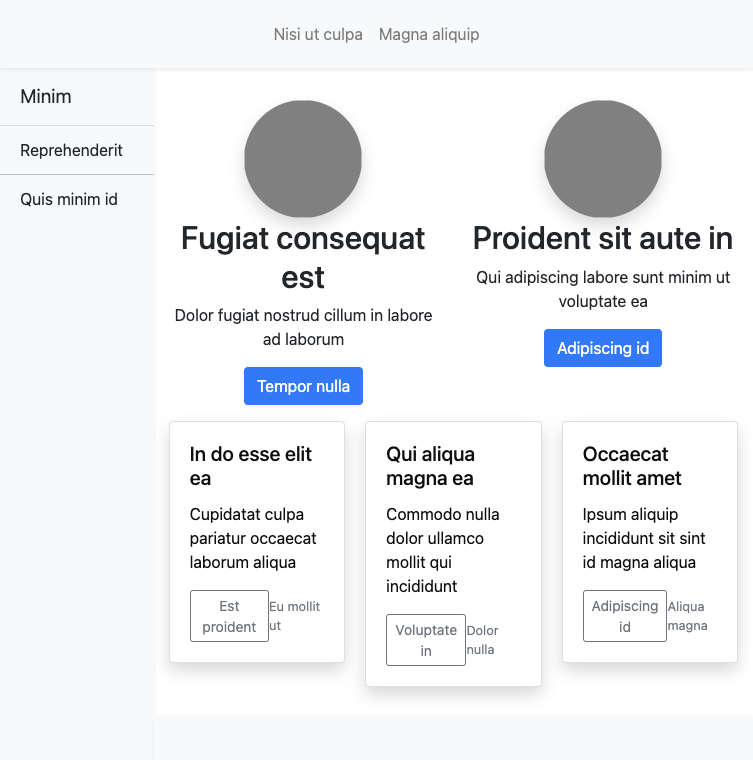 Nisi ut culpa
Magna aliquip
Minim
Reprehenderit
Quis minim id
Fugiat consequat
est
Dolor fugiat nostrud cillum in labore
ad laborum
Tempor nulla
Proident sit aute in
Qui adipiscing labore sunt minim ut
voluptate ea
Adipiscing id
In do esse elit
ea
Cupidatat culpa
pariatur occaecat
laborum aliqua
Est
proident
Eu mollit
ut
Qui aliqua
magna ea
Commodo nulla
dolor ullamco
mollit qui
incididunt
Voluptate
in
Dolor
nulla
Occaecat
mollit amet
Ipsum aliquip
incididunt sit sint
id magna aliqua
Adipiscing
id
Aliqua
magna